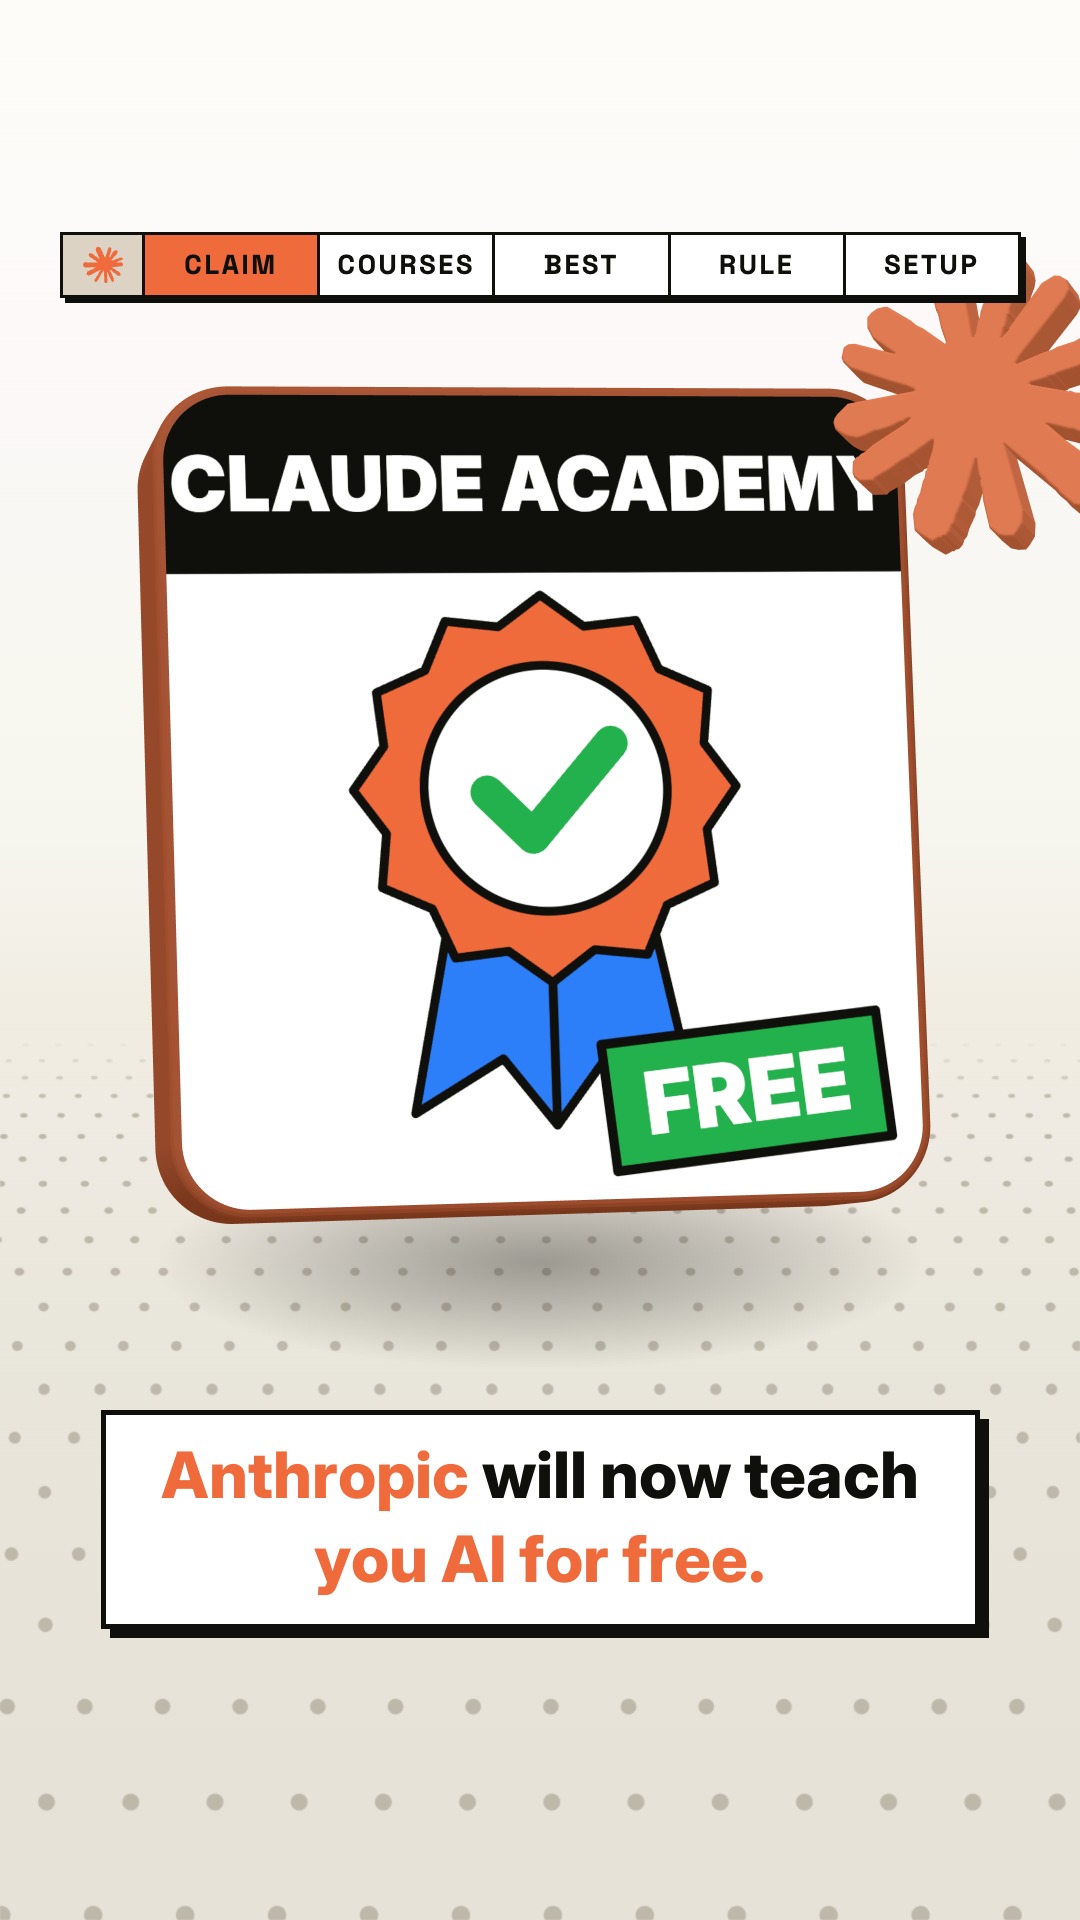 CLAIM COURSES BEST RULE SETUP
CLAUDE ACADEMY
FREE
Anthropic will now teach
you AI for free.